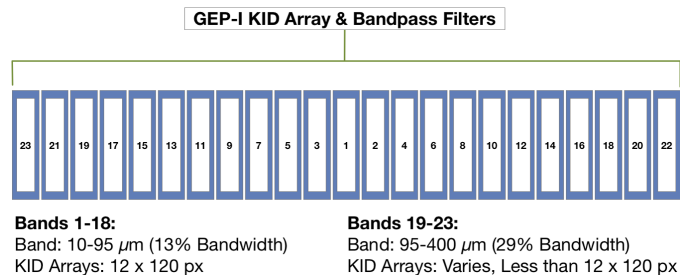 GEP-I KID Array & Bandpass Filters
23 21 19 17 15 13 11 9 7 5 3 1 2 4 6 8 10 12 14 16 18 20 22
Bands 1-18:
Band: 10-95 µm (13% Bandwidth)
KID Arrays: 12 x 120 px
Bands 19-23:
Band: 95-400 µm (29% Bandwidth)
KID Arrays: Varies, Less than 12 x 120 px